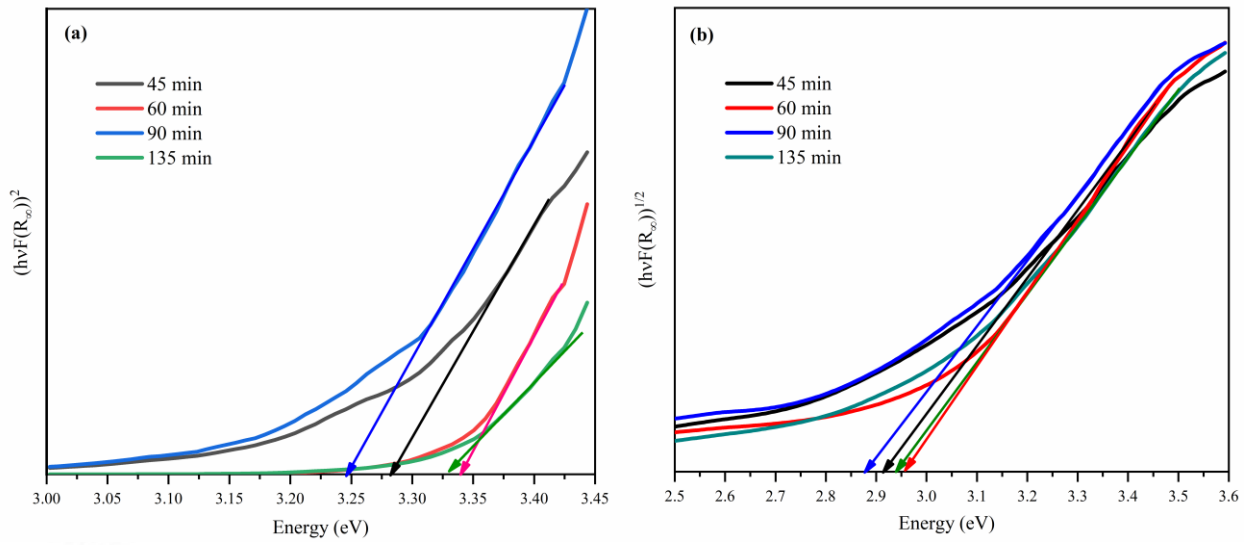 (a)
45 min
60 min
90 min
135 min
(hνF(R∞))²
3.00 3.05 3.10 3.15 3.20 3.25 3.30 3.35 3.40 3.45
Energy (eV)
(b)
45 min
60 min
90 min
135 min
(hνF(R∞))^1/2
2.5 2.6 2.7 2.8 2.9 3.0 3.1 3.2 3.3 3.4 3.5 3.6
Energy (eV)